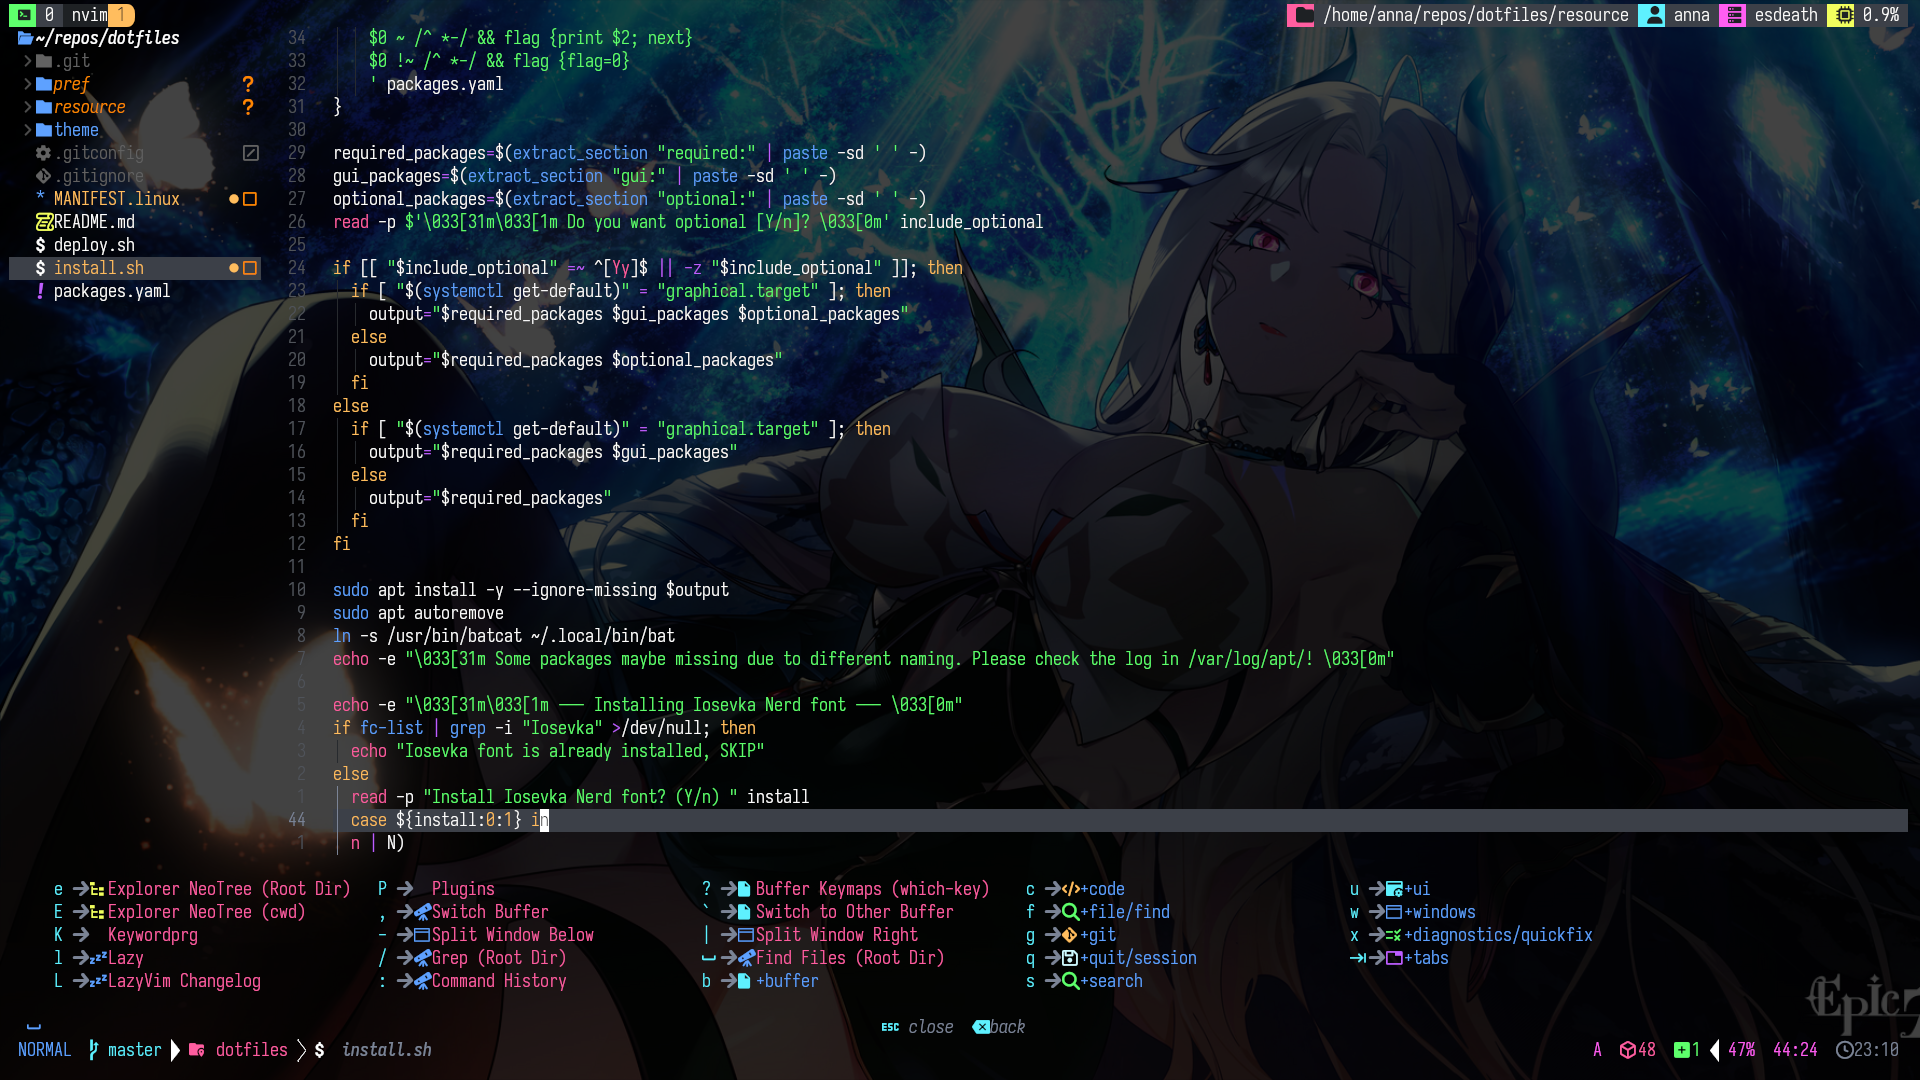 0 nvim 1 /home/anna/repos/dotfiles/resource anna esdeath 0.9%
~/repos/dotfiles
.git
pref ?
resource ?
theme
.gitconfig
.gitignore
* MANIFEST.linux
README.md
$ deploy.sh
$ install.sh
! packages.yaml
34 $0 ~ /^ *-/ && flag {print $2; next}
33 $0 !~ /^ *-/ && flag {flag=0}
32 ' packages.yaml
31 }
30
29 required_packages=$(extract_section "required:" | paste -sd ' ' -)
28 gui_packages=$(extract_section "gui:" | paste -sd ' ' -)
27 optional_packages=$(extract_section "optional:" | paste -sd ' ' -)
26 read -p $'\033[31m\033[1m Do you want optional [Y/n]? \033[0m' include_optional
25
24 if [[ "$include_optional" =~ ^[Yy]$ || -z "$include_optional" ]]; then
23 if [ "$(systemctl get-default)" = "graphical.target" ]; then
22 output="$required_packages $gui_packages $optional_packages"
21 else
20 output="$required_packages $optional_packages"
19 fi
18 else
17 if [ "$(systemctl get-default)" = "graphical.target" ]; then
16 output="$required_packages $gui_packages"
15 else
14 output="$required_packages"
13 fi
12 fi
11
10 sudo apt install -y --ignore-missing $output
9 sudo apt autoremove
8 ln -s /usr/bin/batcat ~/.local/bin/bat
7 echo -e "\033[31m Some packages maybe missing due to different naming. Please check the log in /var/log/apt/! \033[0m"
6
5 echo -e "\033[31m\033[1m --- Installing Iosevka Nerd font --- \033[0m"
4 if fc-list | grep -i "Iosevka" >/dev/null; then
3 echo "Iosevka font is already installed, SKIP"
2 else
1 read -p "Install Iosevka Nerd font? (Y/n) " install
44 case ${install:0:1} in
1 n | N)
e Explorer NeoTree (Root Dir) P Plugins ? Buffer Keymaps (which-key) c +code u +ui
E Explorer NeoTree (cwd) , Switch Buffer ` Switch to Other Buffer f +file/find w +windows
K Keywordprg - Split Window Below | Split Window Right g +git x +diagnostics/quickfix
l Lazy / Grep (Root Dir) Find Files (Root Dir) q +quit/session +tabs
L LazyVim Changelog : Command History b +buffer s +search
Epic 7
ESC close back
NORMAL master dotfiles $ install.sh A 48 1 47% 44:24 23:10